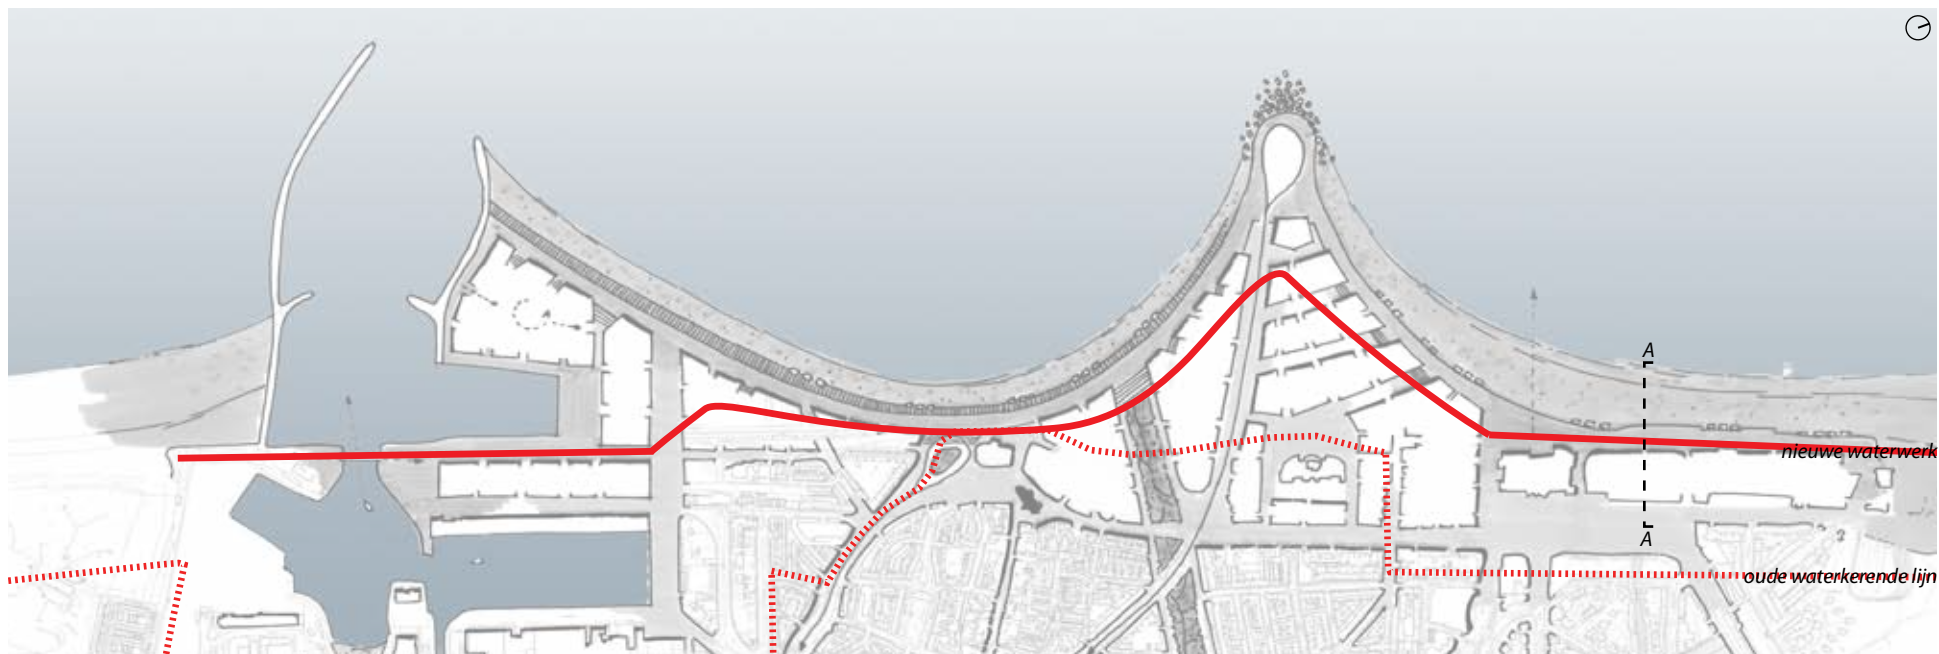 A
nieuwe waterwerk
A
oude waterkerende lijn